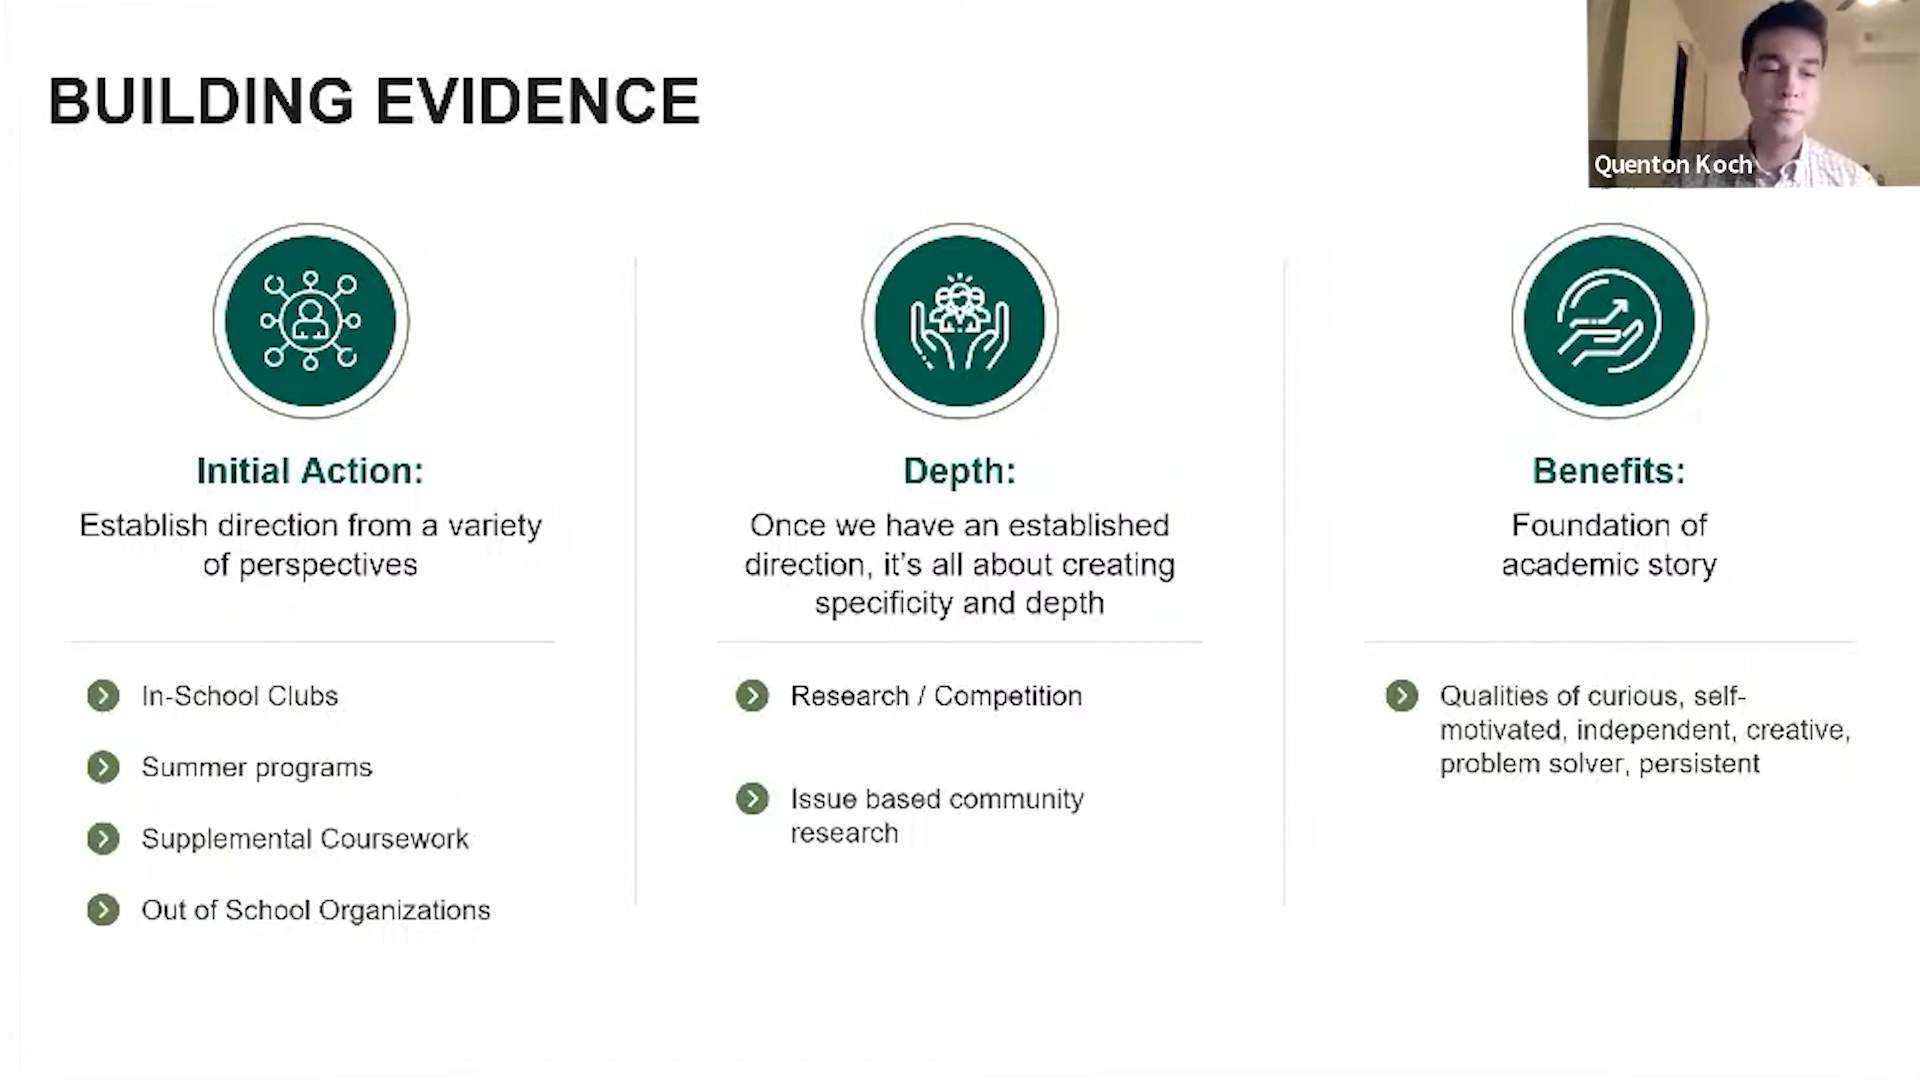 BUILDING EVIDENCE
Quenton Koch
Initial Action:
Establish direction from a variety
of perspectives
In-School Clubs
Summer programs
Supplemental Coursework
Out of School Organizations
Depth:
Once we have an established
direction, it's all about creating
specificity and depth
Research / Competition
Issue based community
research
Benefits:
Foundation of
academic story
Qualities of curious, self-
motivated, independent, creative,
problem solver, persistent